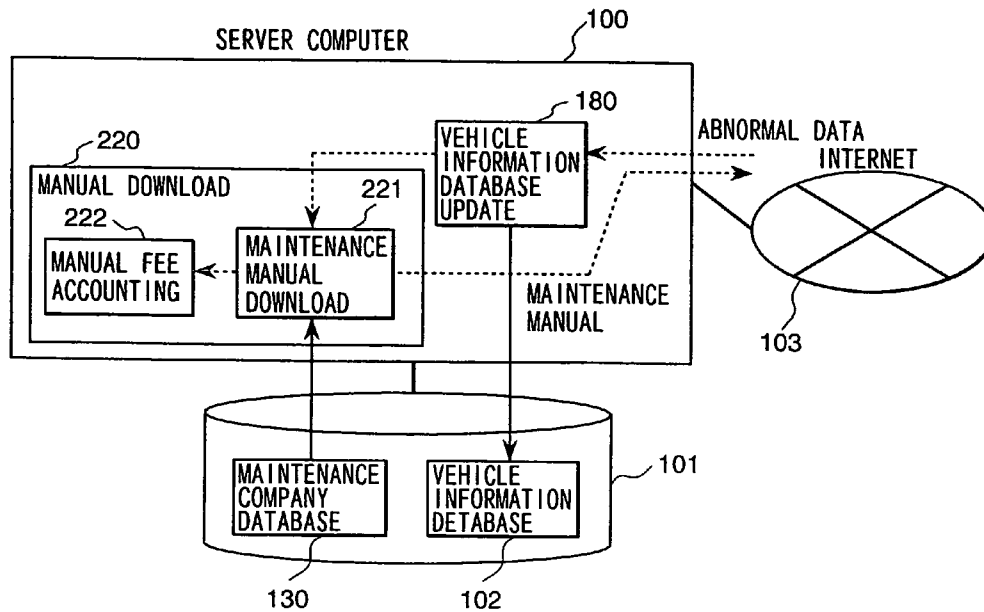 SERVER COMPUTER
100
180
VEHICLE
INFORMATION
DATABASE
UPDATE
ABNORMAL DATA
INTERNET
220
MANUAL DOWNLOAD
221
222
MANUAL FEE
ACCOUNTING
MAINTENANCE
MANUAL
DOWNLOAD
MAINTENANCE
MANUAL
103
101
MAINTENANCE
COMPANY
DATABASE
VEHICLE
INFORMATION
DETABASE
130
102